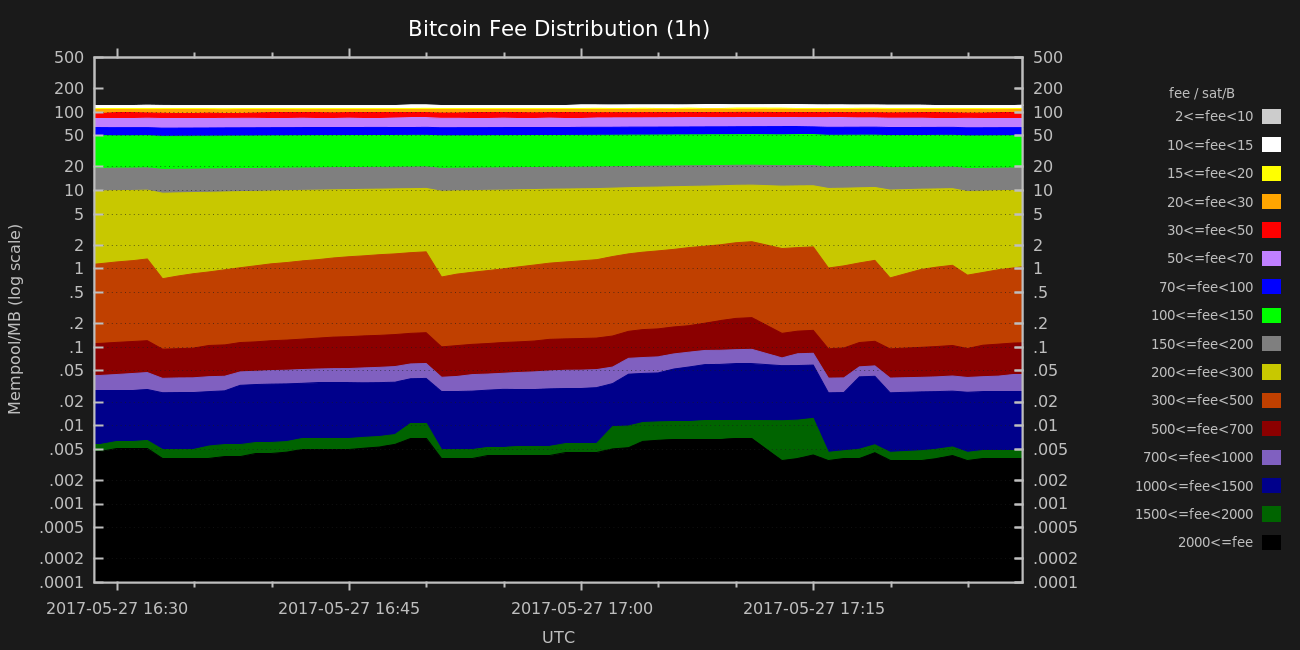 Bitcoin Fee Distribution (1h)
Mempool/MB (log scale)
500
200
100
50
20
10
5
2
1
.5
.2
.1
.05
.02
.01
.005
.002
.001
.0005
.0002
.0001
500
200
100
50
20
10
5
2
1
.5
.2
.1
.05
.02
.01
.005
.002
.001
.0005
.0002
.0001
2017-05-27 16:30
2017-05-27 16:45
2017-05-27 17:00
2017-05-27 17:15
UTC
fee / sat/B
2<=fee<10
10<=fee<15
15<=fee<20
20<=fee<30
30<=fee<50
50<=fee<70
70<=fee<100
100<=fee<150
150<=fee<200
200<=fee<300
300<=fee<500
500<=fee<700
700<=fee<1000
1000<=fee<1500
1500<=fee<2000
2000<=fee